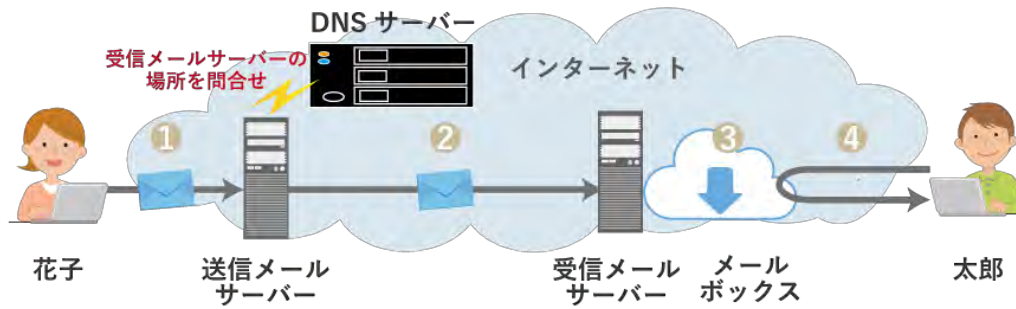 DNS サーバー
受信メールサーバーの
場所を問合せ
インターネット
1
2
3
4
花子
送信メール
サーバー
受信メール
サーバー
メール
ボックス
太郎